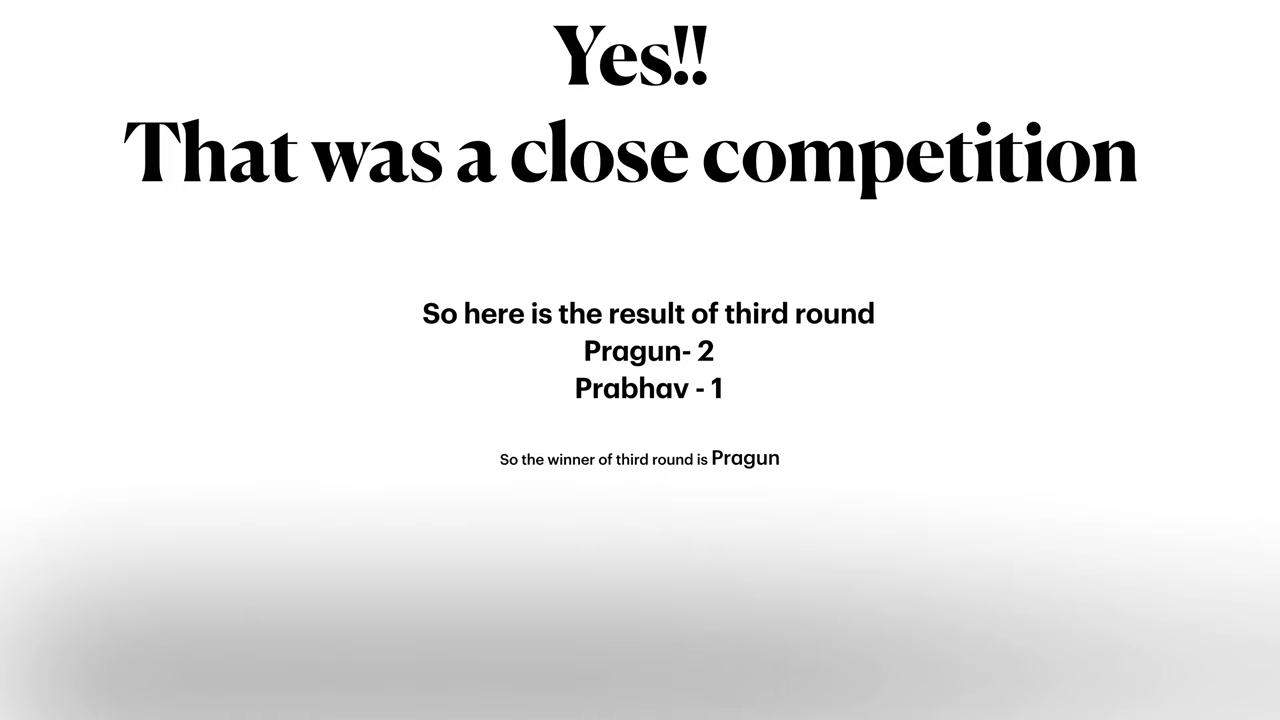 Yes!!
That was a close competition
So here is the result of third round
Pragun- 2
Prabhav - 1
So the winner of third round is Pragun